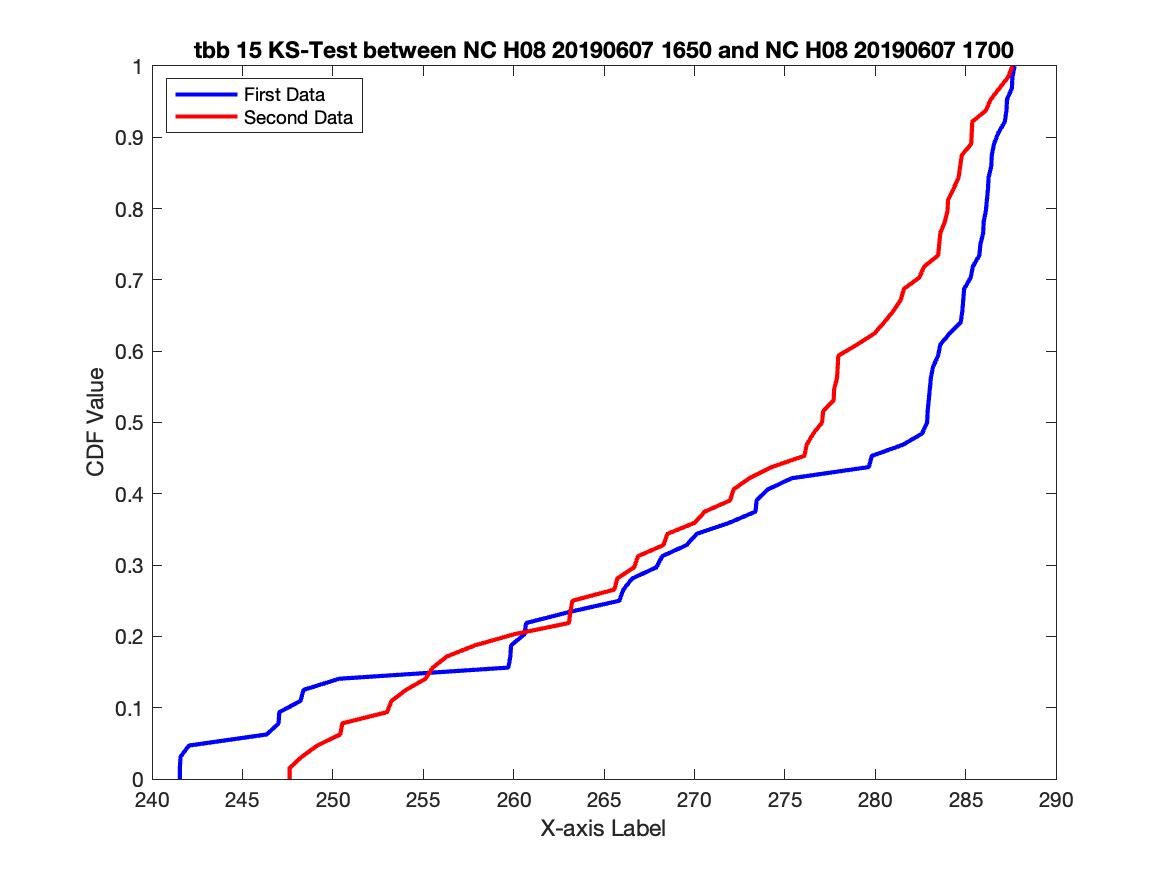 tbb 15 KS-Test between NC H08 20190607 1650 and NC H08 20190607 1700
First Data
Second Data
1
0.9
0.8
0.7
0.6
0.5
0.4
0.3
0.2
0.1
0
CDF Value
240 245 250 255 260 265 270 275 280 285 290
X-axis Label